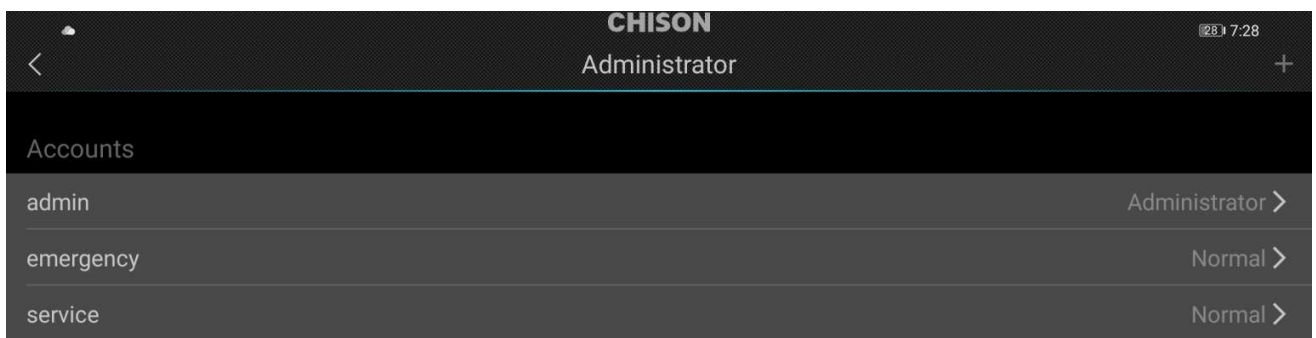 CHISON
28 7:28
Administrator
Accounts
admin Administrator
emergency Normal
service Normal